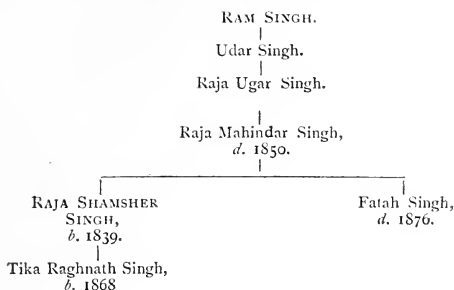 RAM SINGH.
Udar Singh.
Raja Ugar Singh.
Raja Mahindar Singh,
d. 1850.
RAJA SHAMSHER
SINGH,
b. 1839.
Fatah Singh,
d. 1876.
Tika Raghnath Singh,
b. 1868